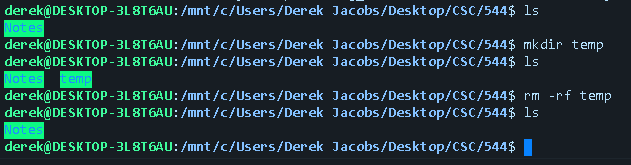 derek@DESKTOP-3L8T6AU:/mnt/c/Users/Derek Jacobs/Desktop/CSC/544$ ls
Notes
derek@DESKTOP-3L8T6AU:/mnt/c/Users/Derek Jacobs/Desktop/CSC/544$ mkdir temp
derek@DESKTOP-3L8T6AU:/mnt/c/Users/Derek Jacobs/Desktop/CSC/544$ ls
Notes  temp
derek@DESKTOP-3L8T6AU:/mnt/c/Users/Derek Jacobs/Desktop/CSC/544$ rm -rf temp
derek@DESKTOP-3L8T6AU:/mnt/c/Users/Derek Jacobs/Desktop/CSC/544$ ls
Notes
derek@DESKTOP-3L8T6AU:/mnt/c/Users/Derek Jacobs/Desktop/CSC/544$